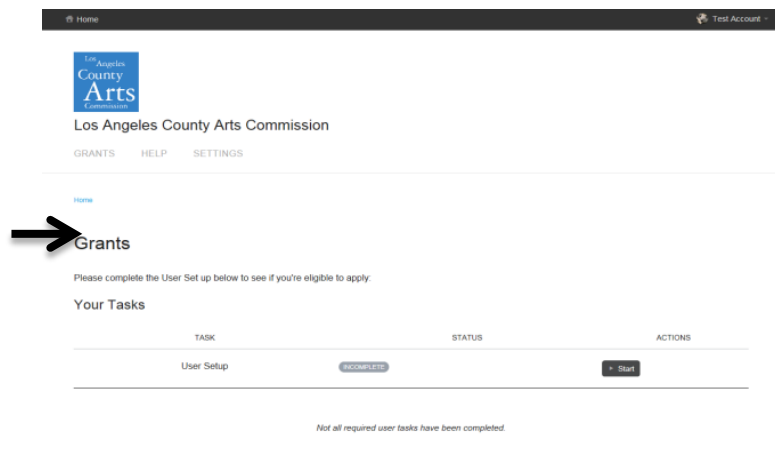 Home
Test Account
Los Angeles
County
Arts
Commission
Los Angeles County Arts Commission
GRANTS HELP SETTINGS
Home
Grants
Please complete the User Set up below to see if you're eligible to apply:
Your Tasks
TASK STATUS ACTIONS
User Setup INCOMPLETE Start
Not all required user tasks have been completed.